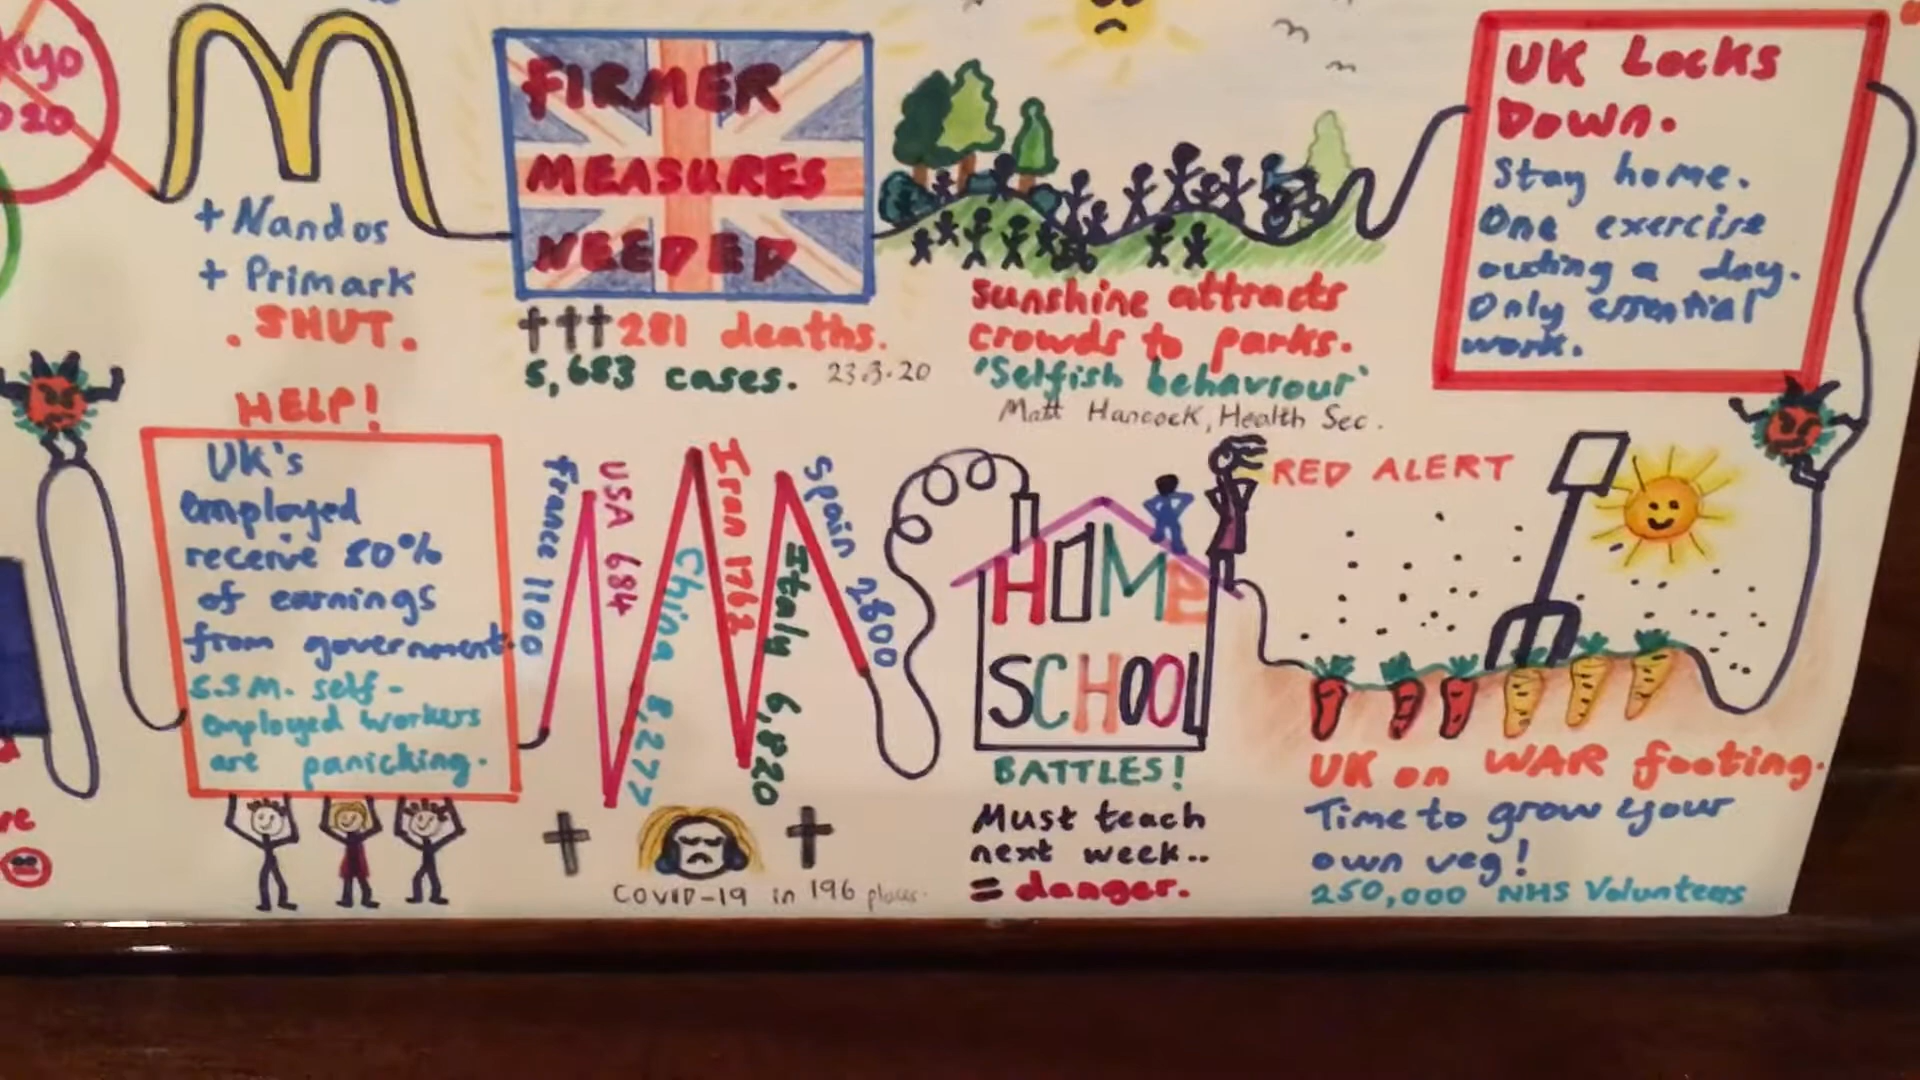 + Nandos
+ Primark
. SHUT.
FIRMER
MEASURES
NEEDED
281 deaths.
5,683 cases. 23.3.20
Sunshine attracts
crowds to parks.
'Selfish behaviour'
Matt Hancock, Health Sec.
UK Locks
Down.
Stay home.
One exercise
outing a day.
Only essential
work.
HELP!
UK's
employed
receive 80%
of earnings
from government.
5.5M. self-
employed workers
are panicking.
France 1100
USA 684
China 8,277
Iran 1762
Italy 6,820
Spain 2800
COVID-19 in 196 places.
HOME
SCHOOL
BATTLES!
Must teach
next week..
= danger.
RED ALERT
UK on WAR footing.
Time to grow your
own veg!
250,000 NHS Volunteers